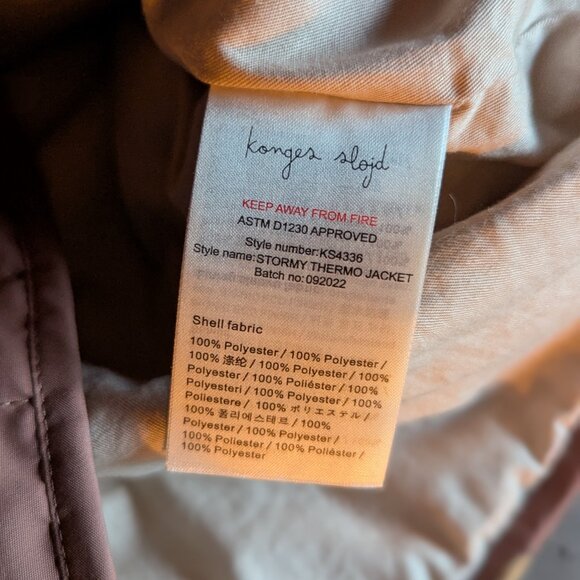 konges sløjd
KEEP AWAY FROM FIRE
ASTM D1230 APPROVED
Style number:KS4336
Style name:STORMY THERMO JACKET
Batch no:092022
Shell fabric
100% Polyester / 100% Polyester /
100% 涤纶 / 100% Polyester / 100%
Polyester / 100% Poliéster / 100%
Polyesteri / 100% Polyester / 100%
Poliestere / 100% ポリエステル /
100% 폴리에스테르 / 100%
Polyester / 100% Polyester / 100%
Poliester / 100% Poliéster / 100%
Polyester / 100% Polyester